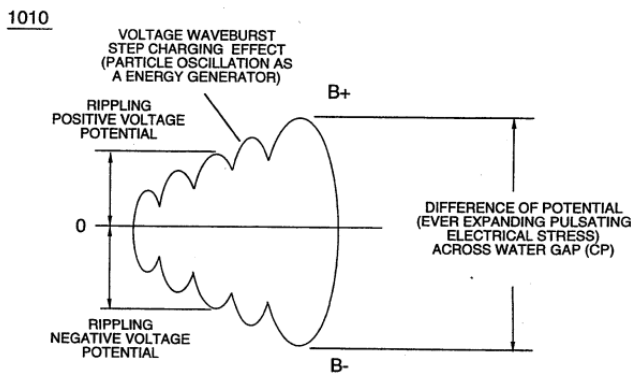 1010
VOLTAGE WAVEBURST
STEP CHARGING EFFECT
(PARTICLE OSCILLATION AS
A ENERGY GENERATOR)
B+
RIPPLING
POSITIVE VOLTAGE
POTENTIAL
0
DIFFERENCE OF POTENTIAL
(EVER EXPANDING PULSATING
ELECTRICAL STRESS)
ACROSS WATER GAP (CP)
RIPPLING
NEGATIVE VOLTAGE
POTENTIAL
B-